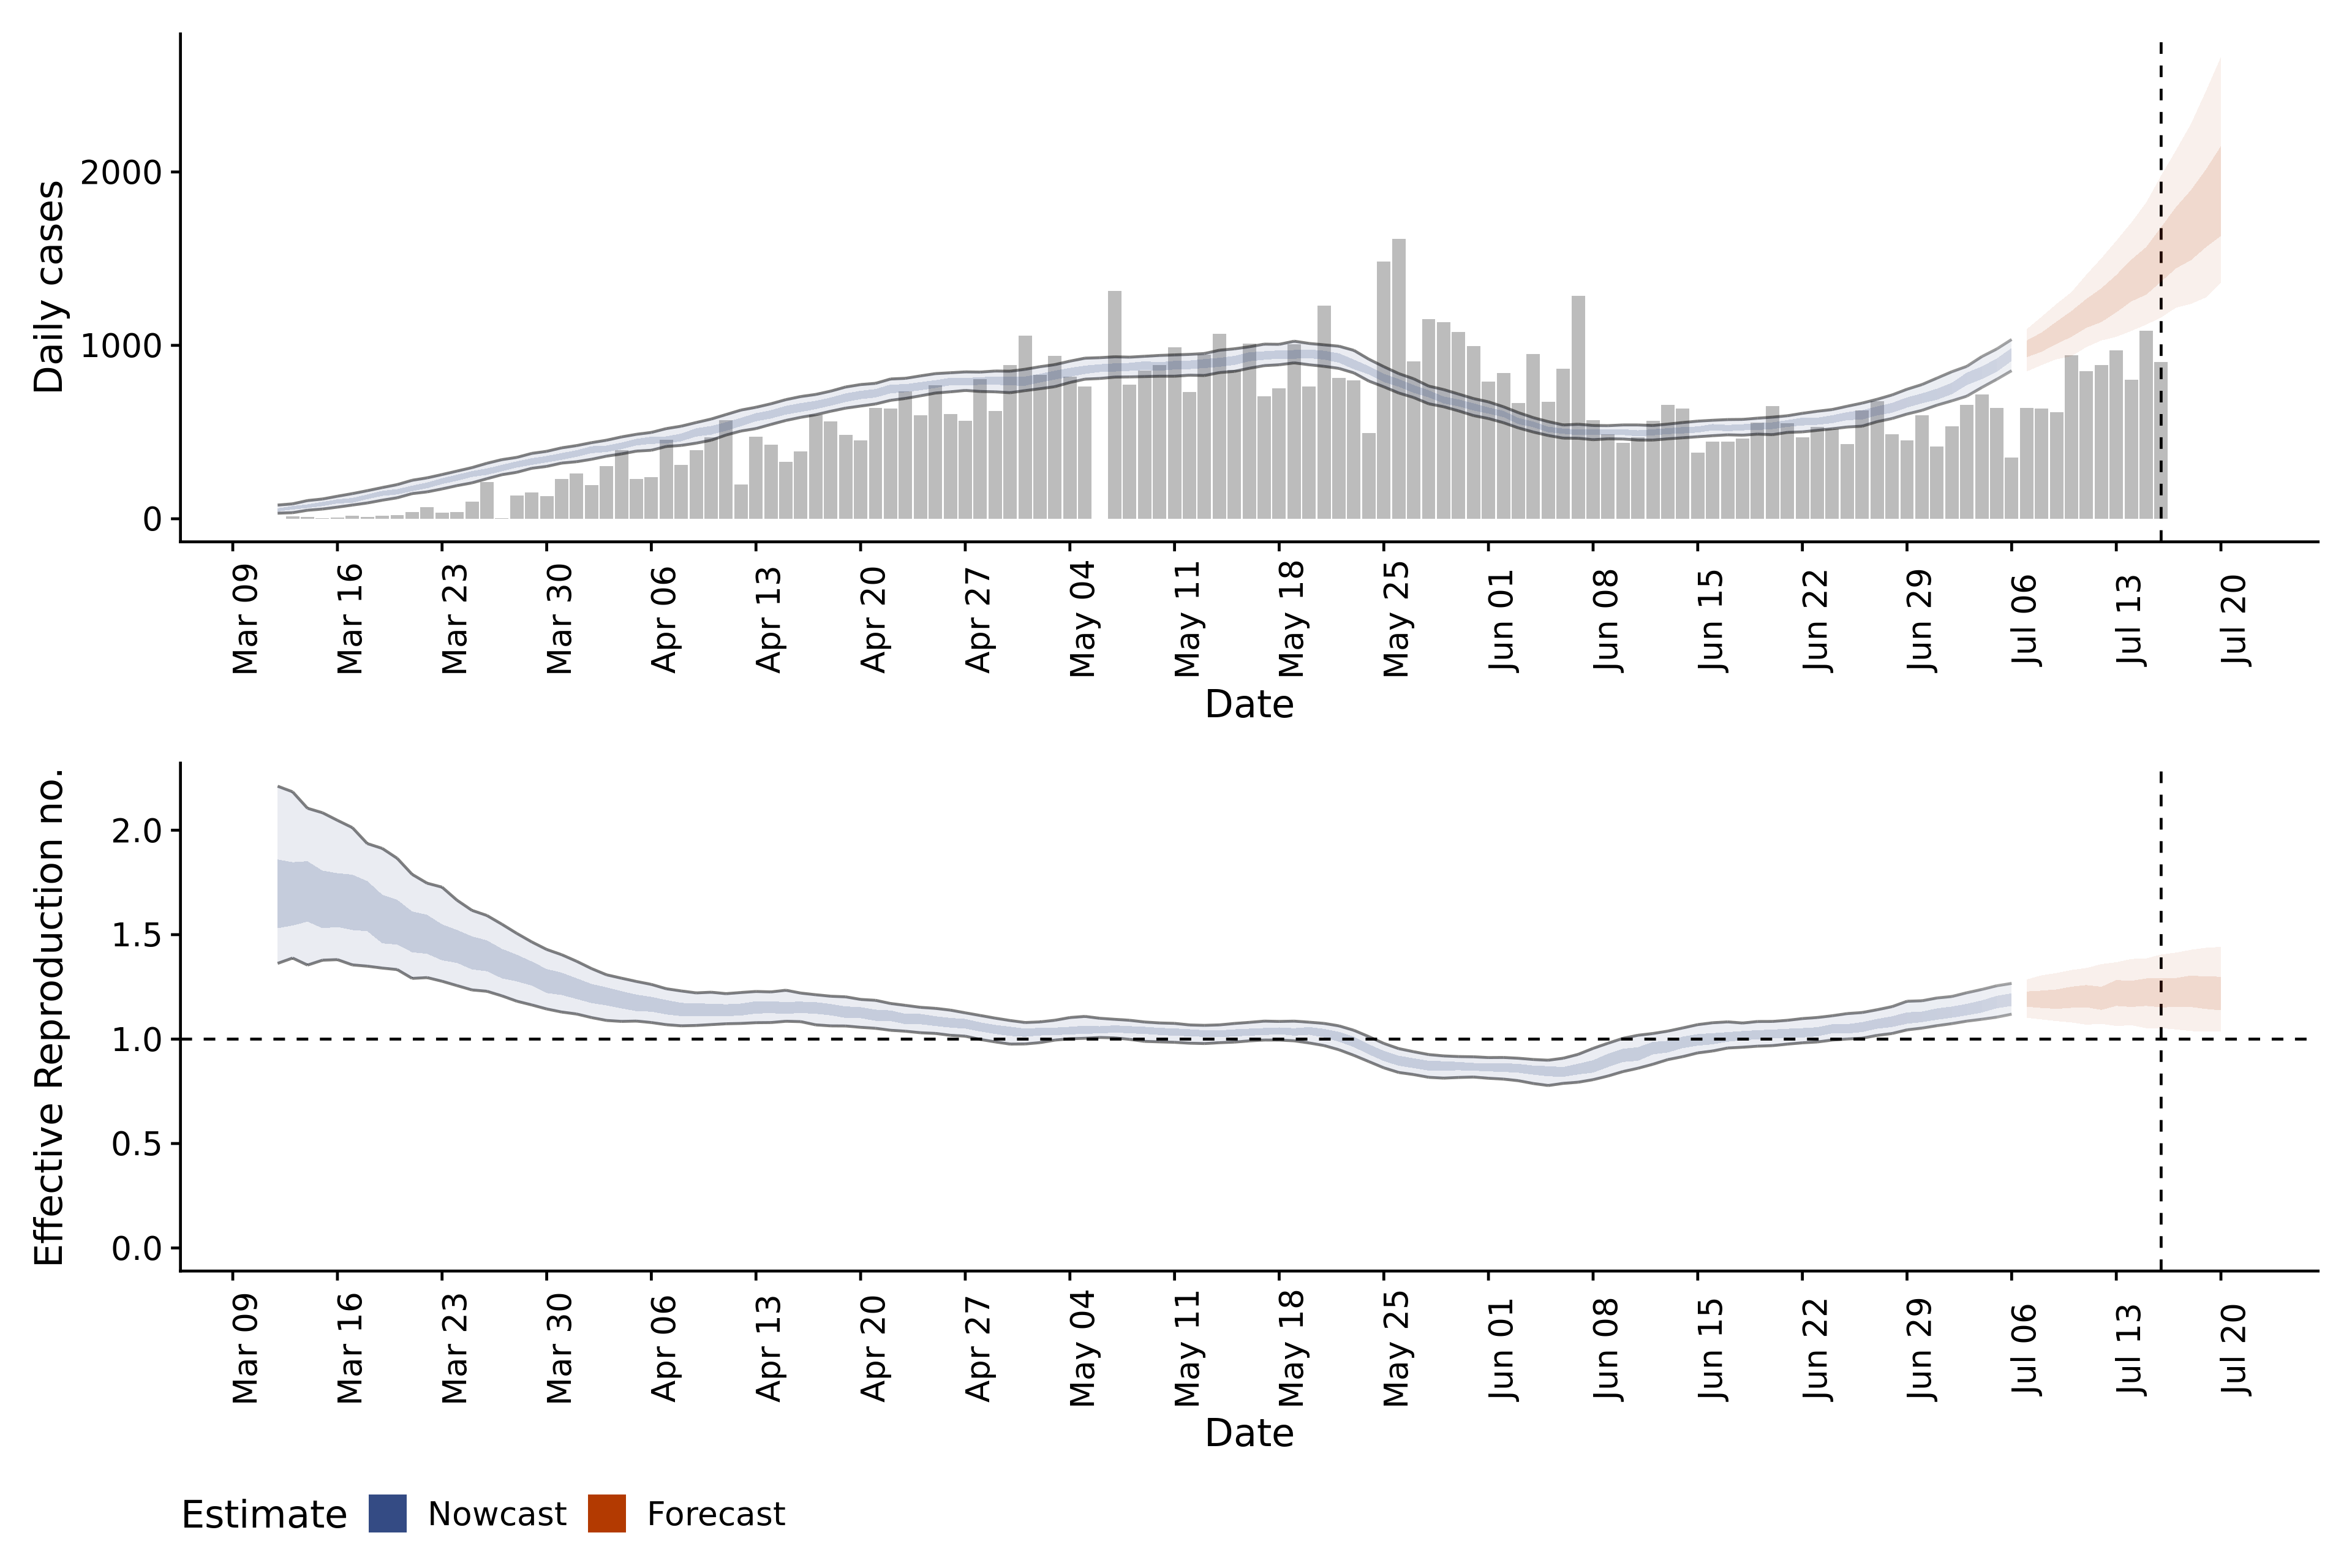 Daily cases
2000
1000
0
Mar 09 Mar 16 Mar 23 Mar 30 Apr 06 Apr 13 Apr 20 Apr 27 May 04 May 11 May 18 May 25 Jun 01 Jun 08 Jun 15 Jun 22 Jun 29 Jul 06 Jul 13 Jul 20
Date
Effective Reproduction no.
2.0
1.5
1.0
0.5
0.0
Mar 09 Mar 16 Mar 23 Mar 30 Apr 06 Apr 13 Apr 20 Apr 27 May 04 May 11 May 18 May 25 Jun 01 Jun 08 Jun 15 Jun 22 Jun 29 Jul 06 Jul 13 Jul 20
Date
Estimate Nowcast Forecast